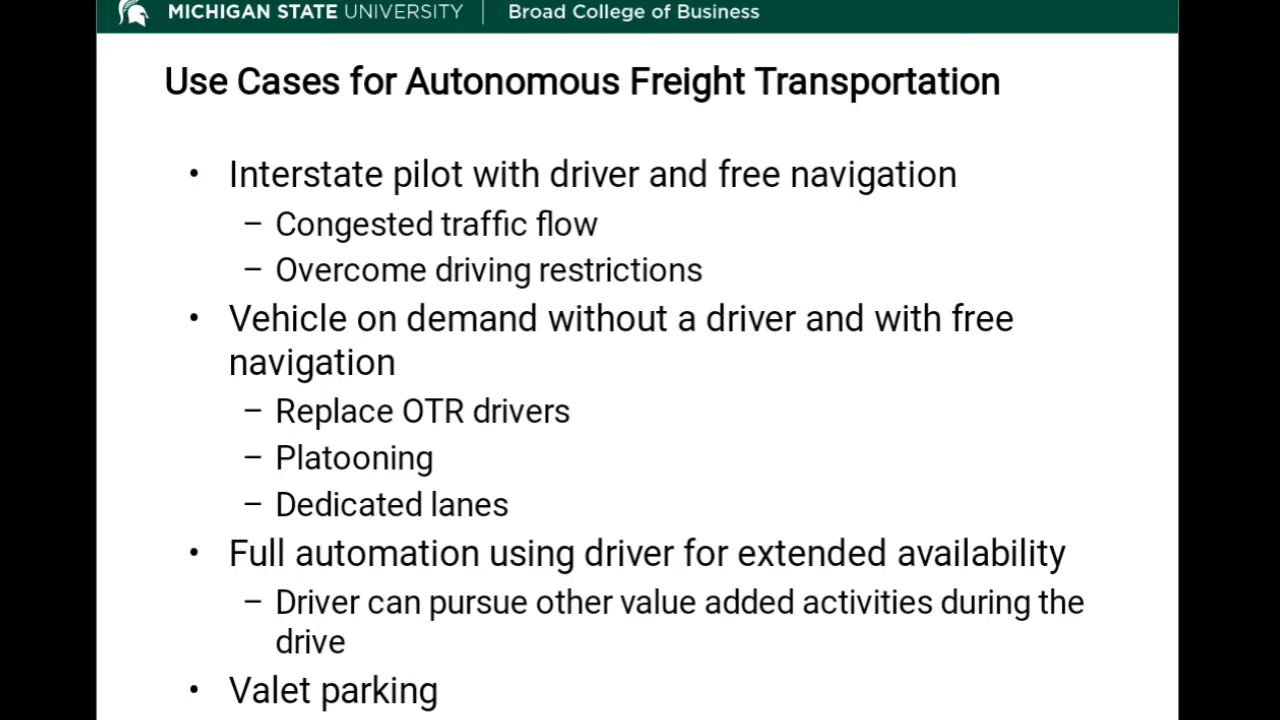 MICHIGAN STATE UNIVERSITY | Broad College of Business
Use Cases for Autonomous Freight Transportation
• Interstate pilot with driver and free navigation
– Congested traffic flow
– Overcome driving restrictions
• Vehicle on demand without a driver and with free
navigation
– Replace OTR drivers
– Platooning
– Dedicated lanes
• Full automation using driver for extended availability
– Driver can pursue other value added activities during the
drive
• Valet parking